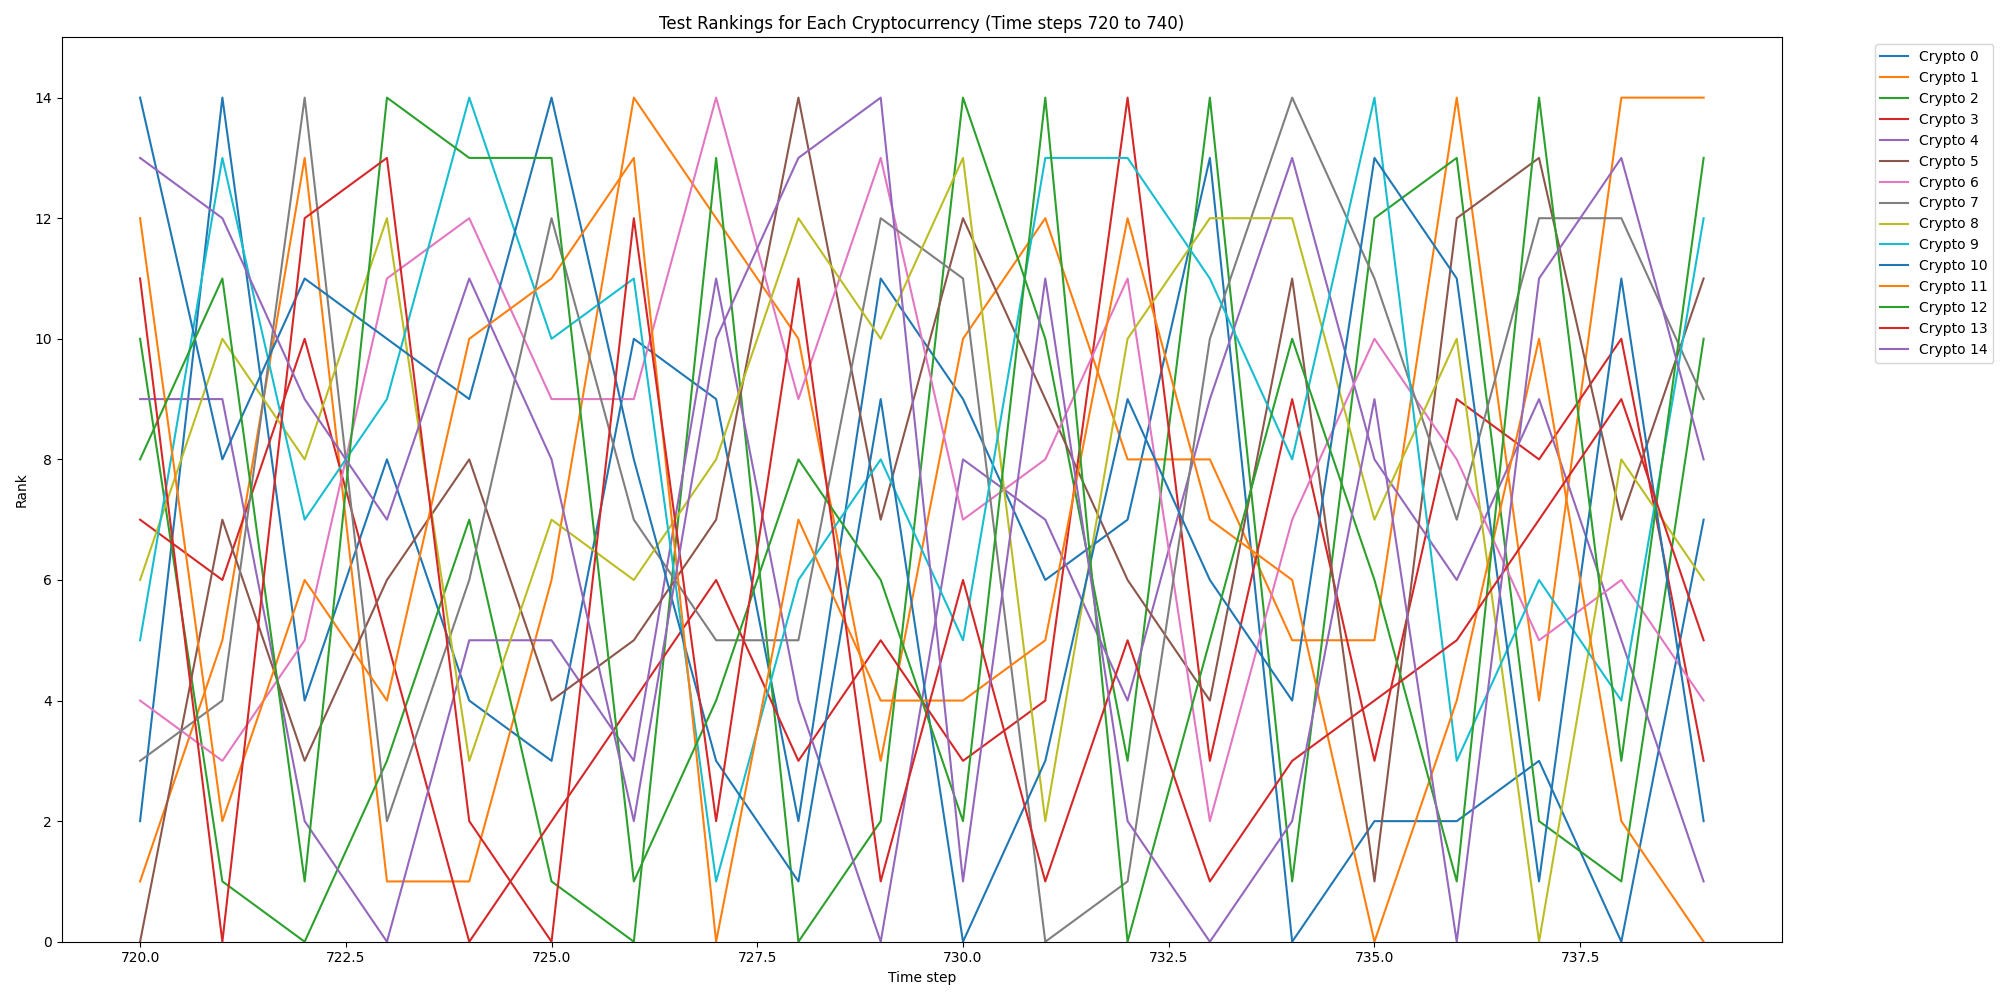 Test Rankings for Each Cryptocurrency (Time steps 720 to 740)
Rank
14
12
10
8
6
4
2
0
720.0 722.5 725.0 727.5 730.0 732.5 735.0 737.5
Time step
Crypto 0
Crypto 1
Crypto 2
Crypto 3
Crypto 4
Crypto 5
Crypto 6
Crypto 7
Crypto 8
Crypto 9
Crypto 10
Crypto 11
Crypto 12
Crypto 13
Crypto 14